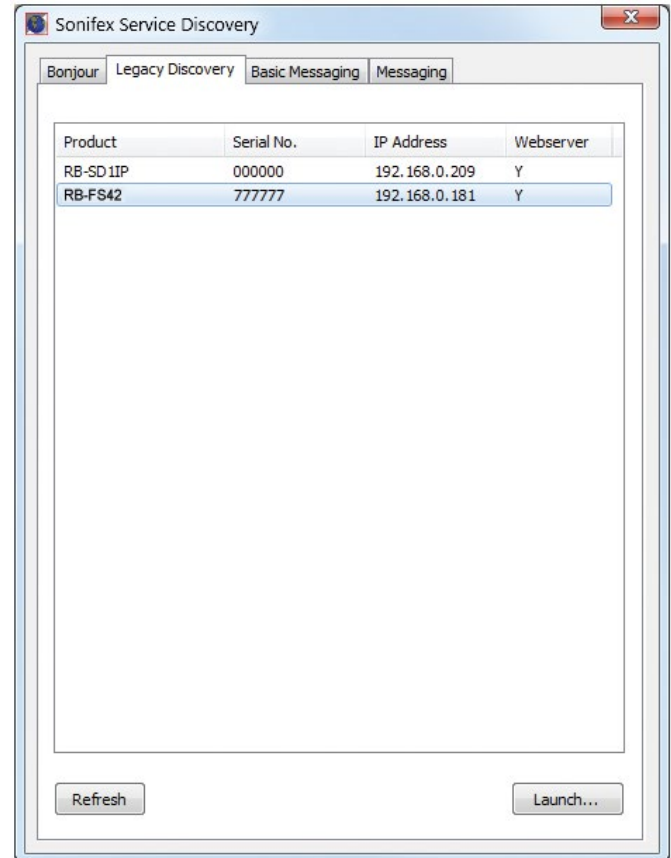 Sonifex Service Discovery
Bonjour Legacy Discovery Basic Messaging Messaging
Product Serial No. IP Address Webserver
RB-SD1IP 000000 192.168.0.209 Y
RB-FS42 777777 192.168.0.181 Y
Refresh Launch...